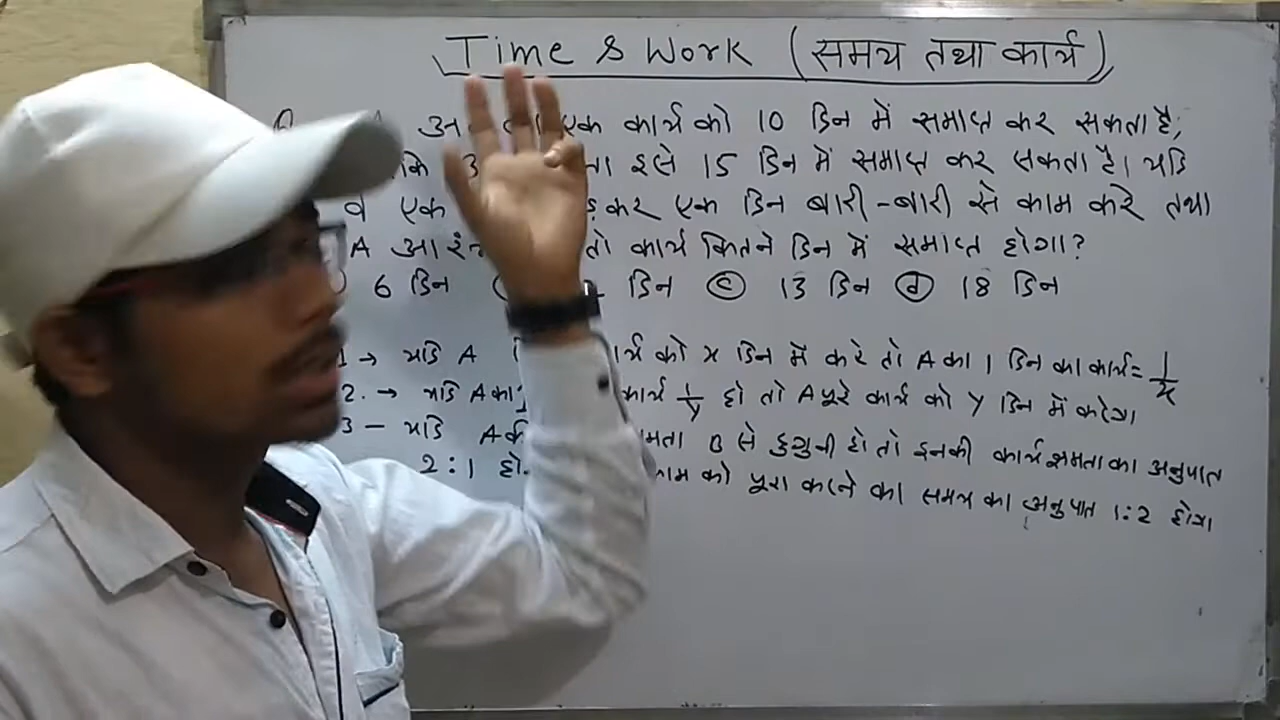 Time & Work (समय तथा कार्य)
एक कार्य को 10 दिन में समाप्त कर सकता है,
इसे 15 दिन में समाप्त कर सकता है। यदि
वे एक कर एक दिन बारी-बारी से काम करे तथा
A तो कार्य कितने दिन में समाप्त होगा?
6 दिन दिन (c) 13 दिन (d) 18 दिन
1 → यदि A को x दिन में करे तो A का 1 दिन का कार्य = 1/x
2. → यदि A का कार्य 1/y हो तो A पूरे कार्य को y दिन में करेगा
3 – यदि A की B से दुगुनी हो तो इनकी कार्यक्षमता का अनुपात
2 : 1 को पूरा करने का समय का अनुपात 1:2 होगा